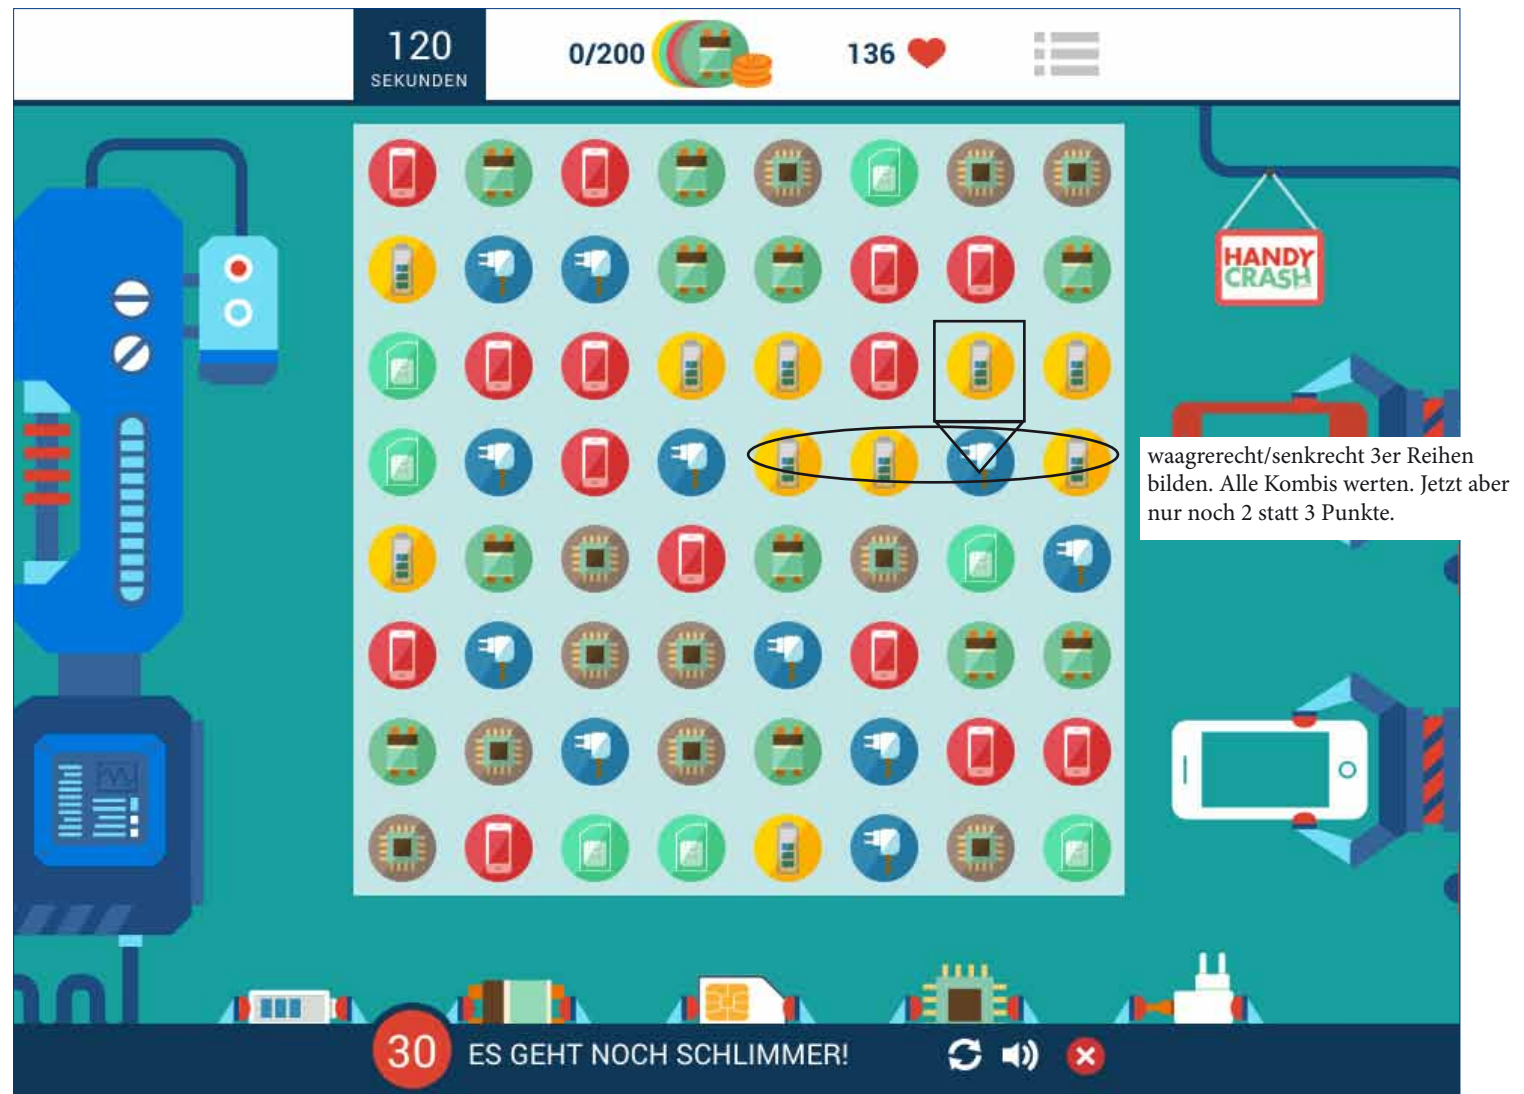 120
SEKUNDEN
0/200
136
HANDY
CRASH
waagrerecht/senkrecht 3er Reihen
bilden. Alle Kombis werten. Jetzt aber
nur noch 2 statt 3 Punkte.
30
ES GEHT NOCH SCHLIMMER!